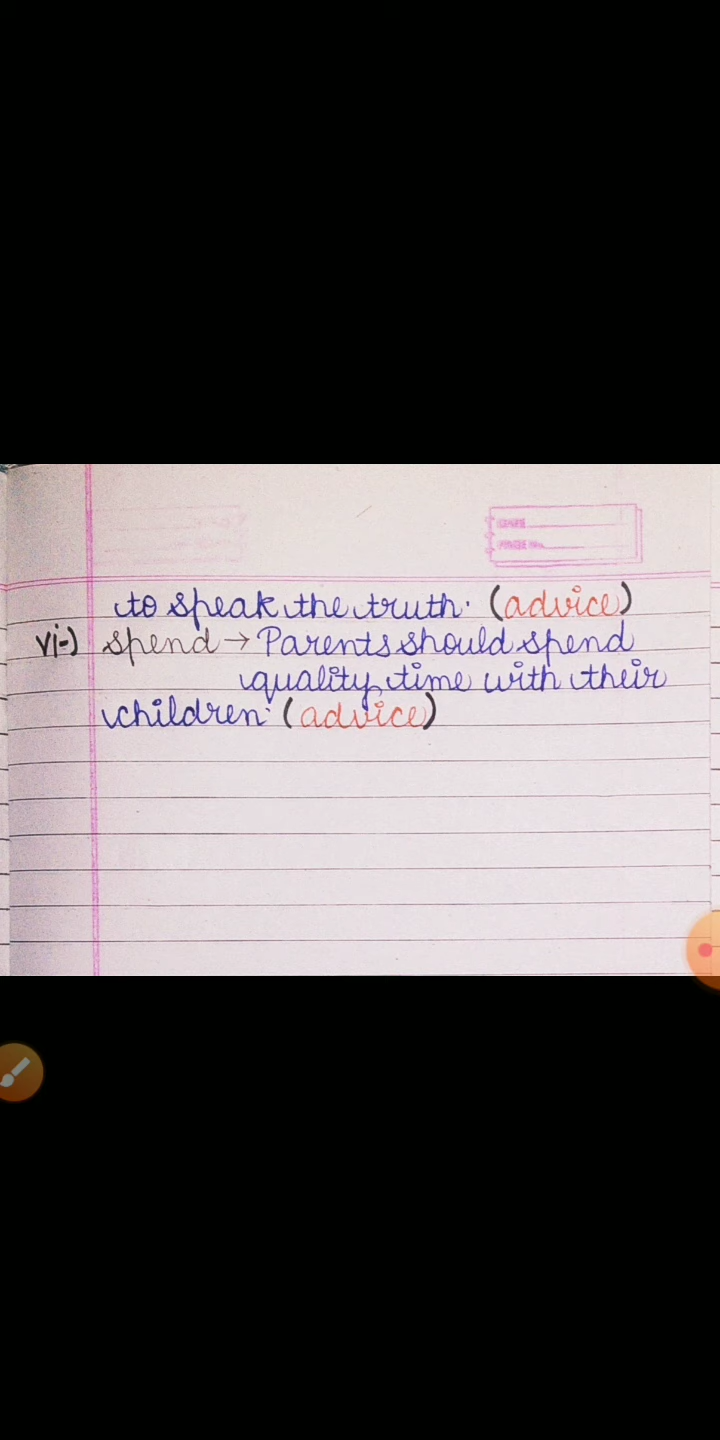 to speak the truth. (advice)
vi-) spend → Parents should spend
quality time with their
children. (advice)